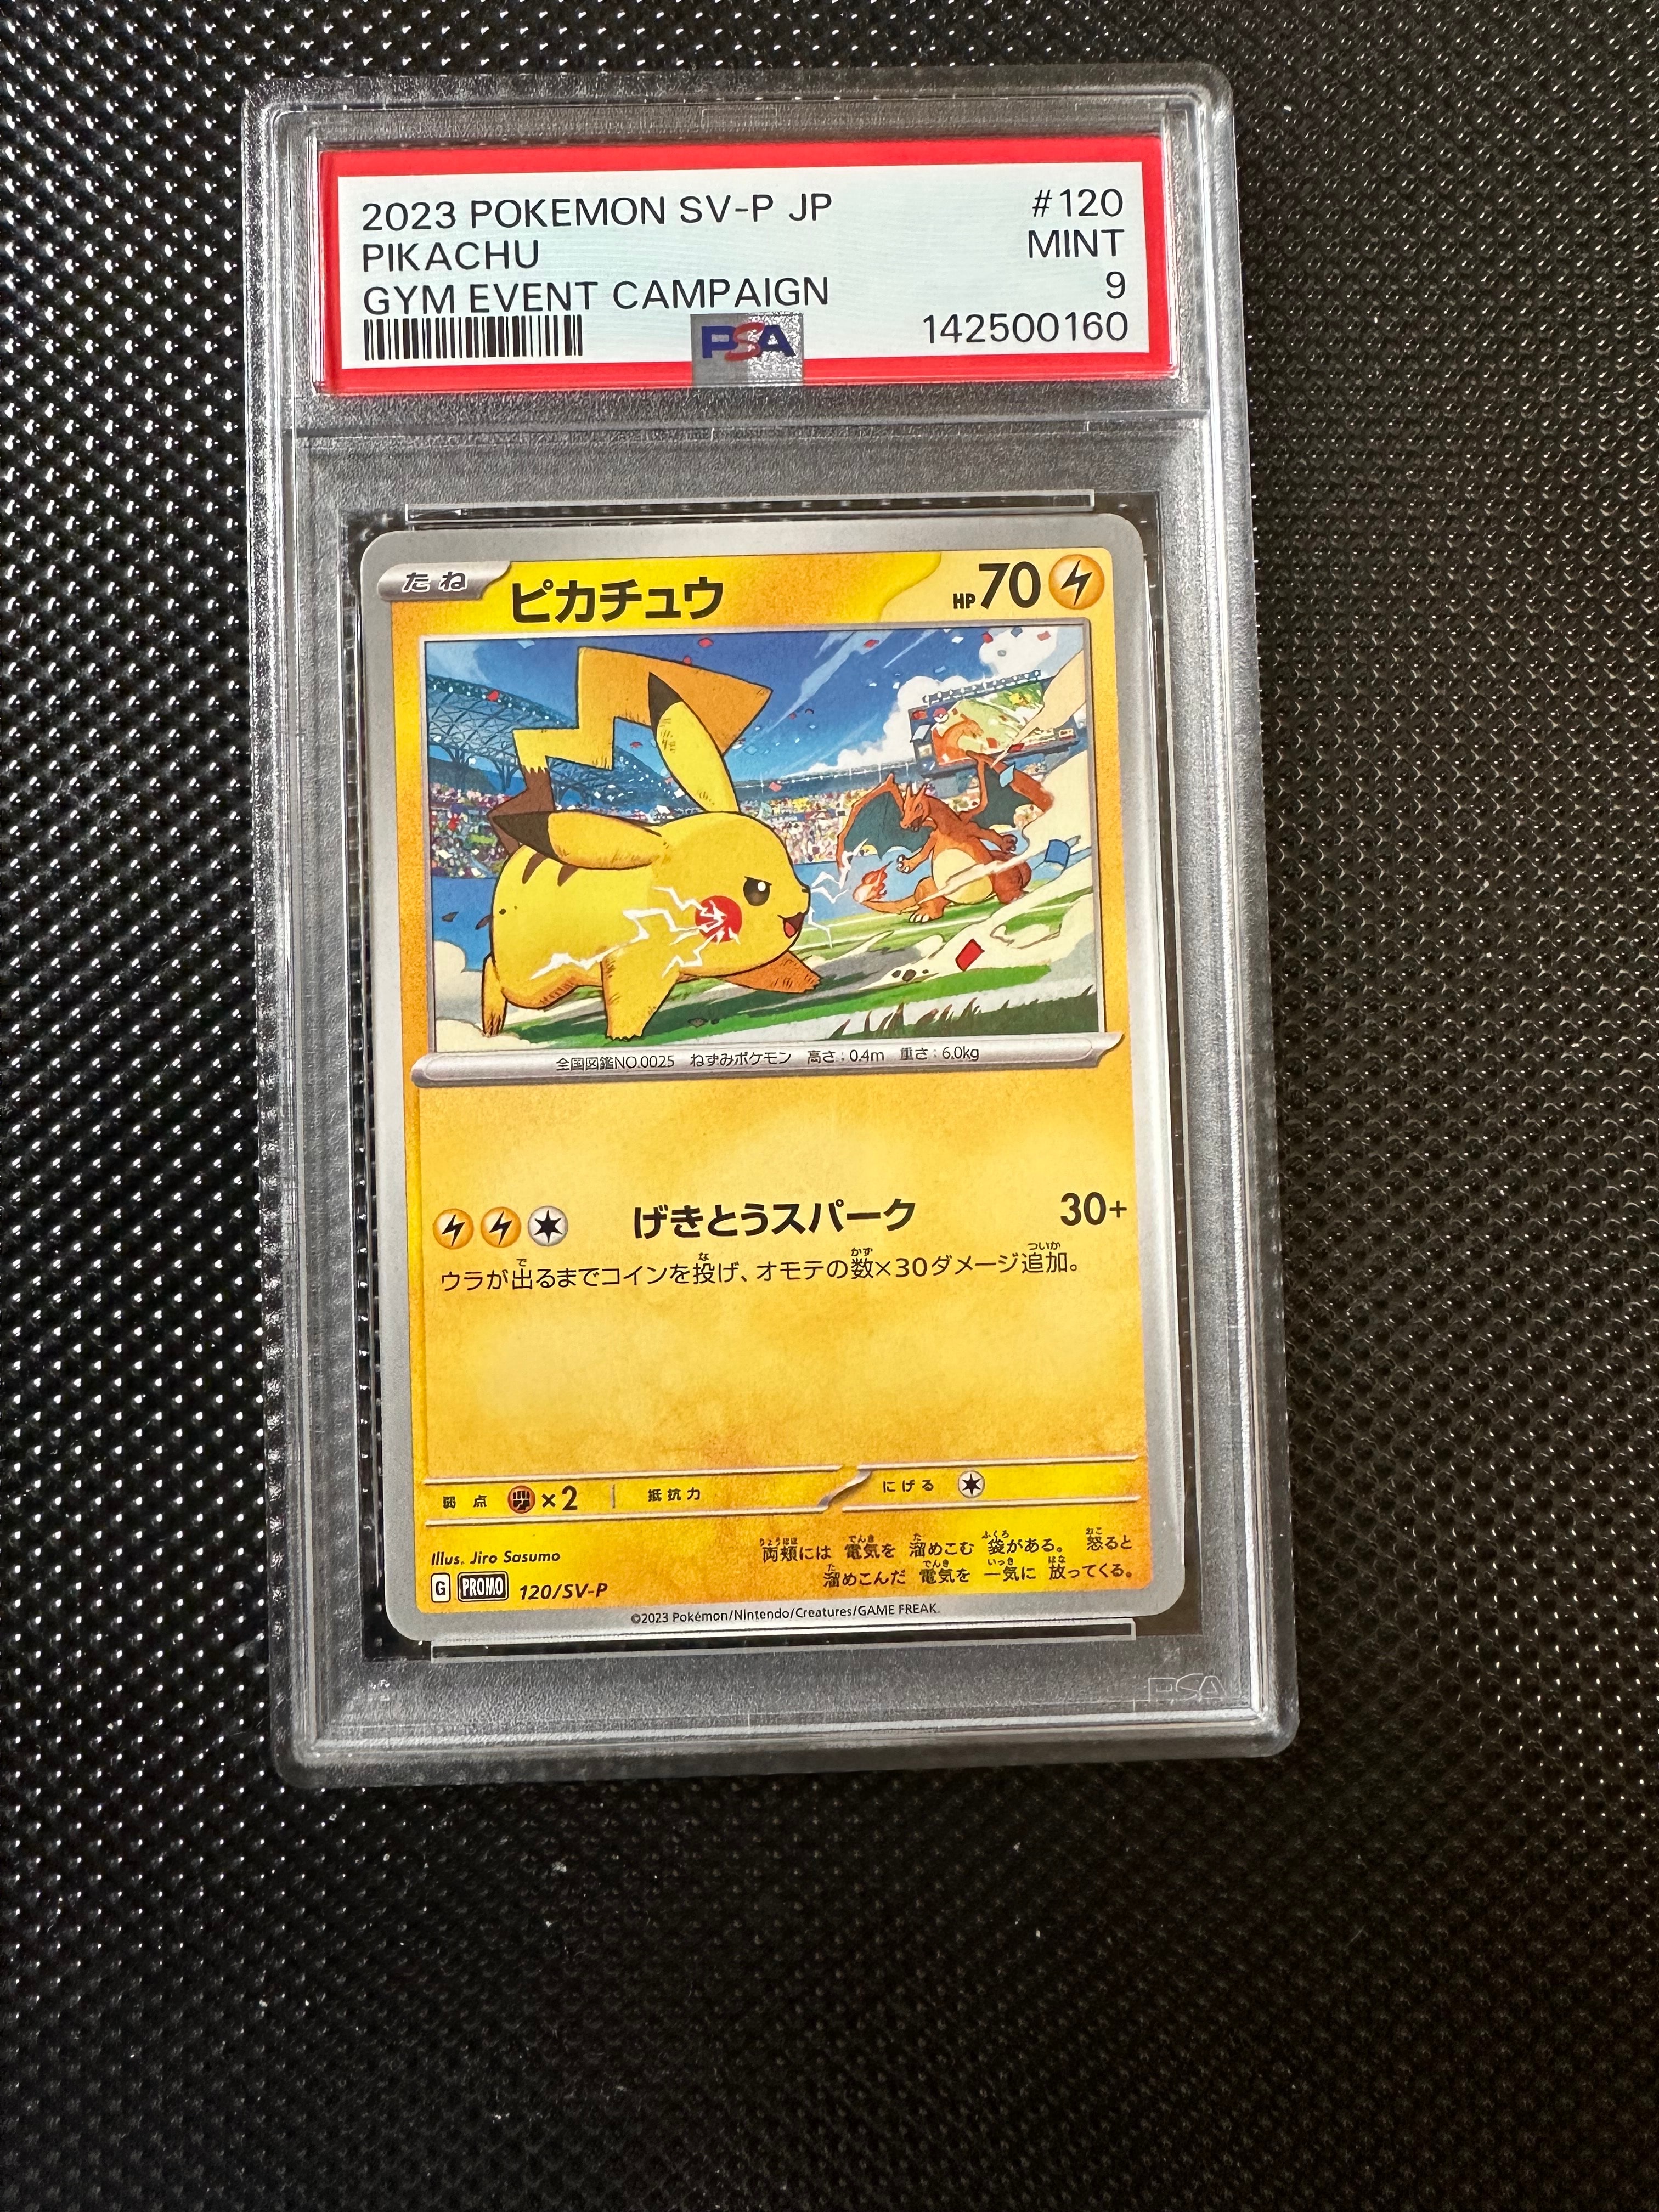 2023 POKEMON SV-P JP #120
PIKACHU MINT
GYM EVENT CAMPAIGN 9
PSA 142500160
たね ピカチュウ HP 70
全国図鑑NO.0025 ねずみポケモン 高さ:0.4m 重さ:6.0kg
げきとうスパーク 30+
ウラが出るまでコインを投げ、オモテの数×30ダメージ追加。
弱点 ×2 抵抗力 にげる
Illus. Jiro Sasumo
両頬には 電気を 溜めこむ 袋がある。 怒ると
溜めこんだ 電気を 一気に 放ってくる。
G PROMO 120/SV-P
©2023 Pokémon/Nintendo/Creatures/GAME FREAK.
PSA